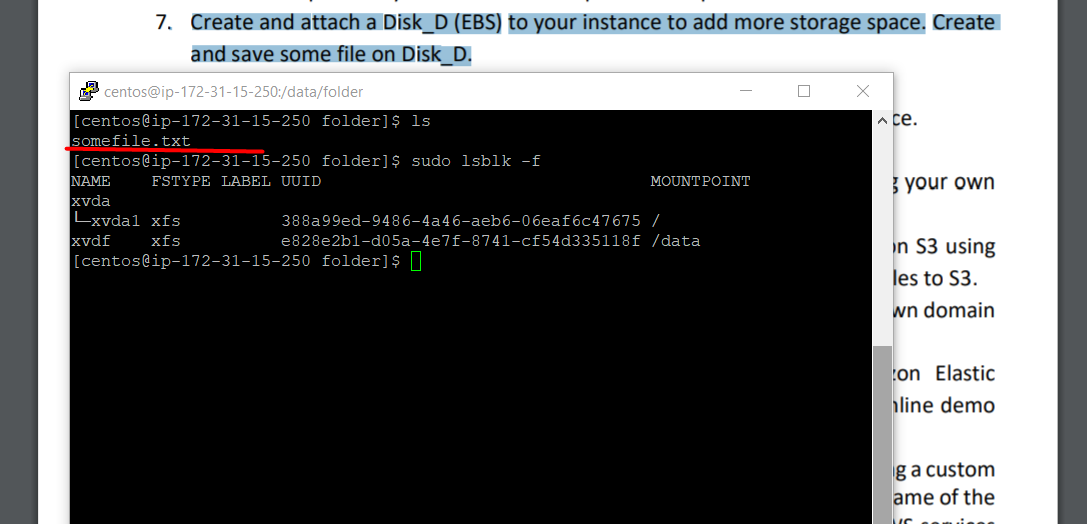 7. Create and attach a Disk_D (EBS) to your instance to add more storage space. Create
and save some file on Disk_D.
centos@ip-172-31-15-250:/data/folder
[centos@ip-172-31-15-250 folder]$ ls
somefile.txt
[centos@ip-172-31-15-250 folder]$ sudo lsblk -f
NAME FSTYPE LABEL UUID MOUNTPOINT
xvda
└─xvda1 xfs 388a99ed-9486-4a46-aeb6-06eaf6c47675 /
xvdf xfs e828e2b1-d05a-4e7f-8741-cf54d335118f /data
[centos@ip-172-31-15-250 folder]$
ce.
your own
on S3 using
les to S3.
wn domain
Elastic
line demo
g a custom
ame of the